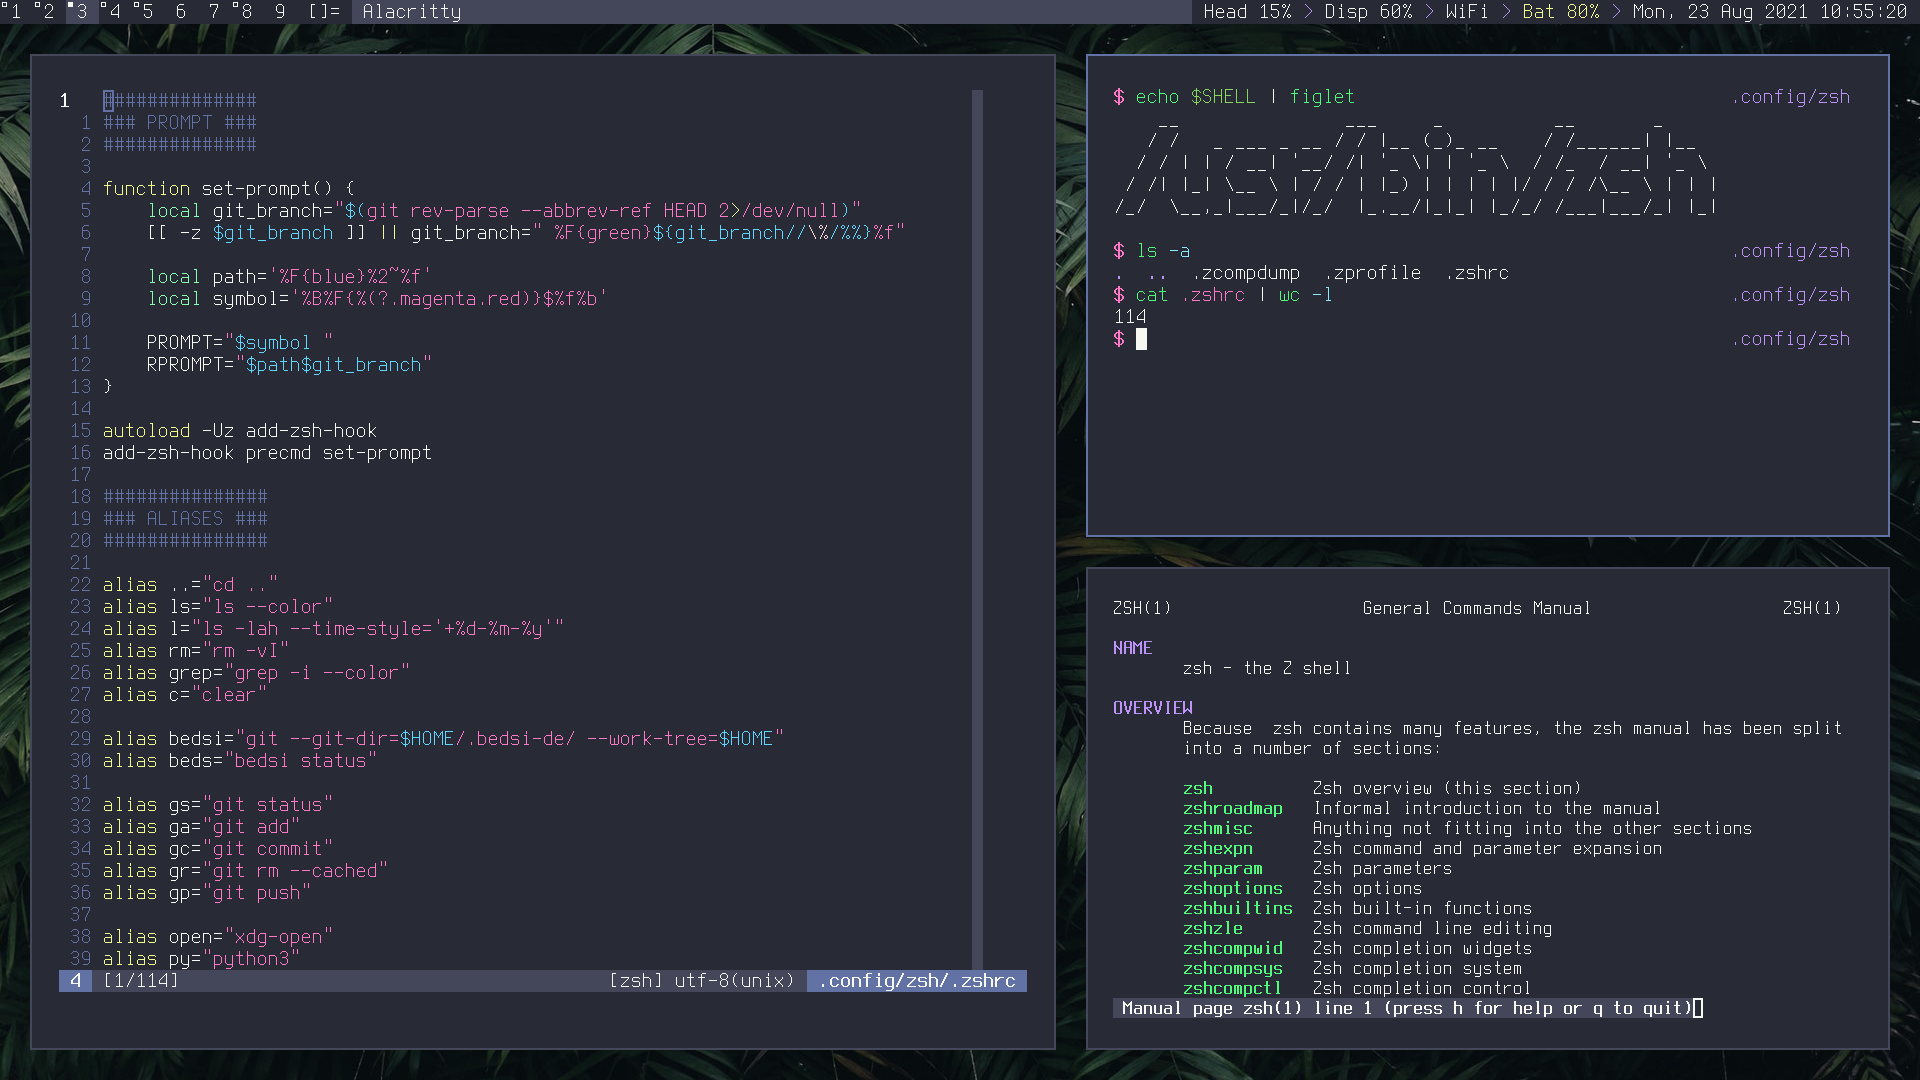 1 2 3 4 5 6 7 8 9 []= Alacritty Head 15% > Disp 60% > WiFi > Bat 80% > Mon, 23 Aug 2021 10:55:20
1 ##############
1 ### PROMPT ###
2 ##############
3
4 function set-prompt() {
5     local git_branch="$(git rev-parse --abbrev-ref HEAD 2>/dev/null)"
6     [[ -z $git_branch ]] || git_branch=" %F{green}${git_branch//\%/%%}%f"
7
8     local path='%F{blue}%2~%f'
9     local symbol='%B%F{%(?.magenta.red)}$%f%b'
10
11     PROMPT="$symbol "
12     RPROMPT="$path$git_branch"
13 }
14
15 autoload -Uz add-zsh-hook
16 add-zsh-hook precmd set-prompt
17
18 ###############
19 ### ALIASES ###
20 ###############
21
22 alias ..="cd .."
23 alias ls="ls --color"
24 alias l="ls -lah --time-style='+%d-%m-%y'"
25 alias rm="rm -vI"
26 alias grep="grep -i --color"
27 alias c="clear"
28
29 alias bedsi="git --git-dir=$HOME/.bedsi-de/ --work-tree=$HOME"
30 alias beds="bedsi status"
31
32 alias gs="git status"
33 alias ga="git add"
34 alias gc="git commit"
35 alias gr="git rm --cached"
36 alias gp="git push"
37
38 alias open="xdg-open"
39 alias py="python3"
4 [1/114] [zsh] utf-8(unix) .config/zsh/.zshrc
$ echo $SHELL | figlet .config/zsh
/usr/bin/zsh
$ ls -a .config/zsh
.  ..  .zcompdump  .zprofile  .zshrc
$ cat .zshrc | wc -l .config/zsh
114
$ .config/zsh
ZSH(1) General Commands Manual ZSH(1)
NAME
zsh - the Z shell
OVERVIEW
Because  zsh contains many features, the zsh manual has been split
into a number of sections:
zsh Zsh overview (this section)
zshroadmap Informal introduction to the manual
zshmisc Anything not fitting into the other sections
zshexpn Zsh command and parameter expansion
zshparam Zsh parameters
zshoptions Zsh options
zshbuiltins Zsh built-in functions
zshzle Zsh command line editing
zshcompwid Zsh completion widgets
zshcompsys Zsh completion system
zshcompctl Zsh completion control
Manual page zsh(1) line 1 (press h for help or q to quit)